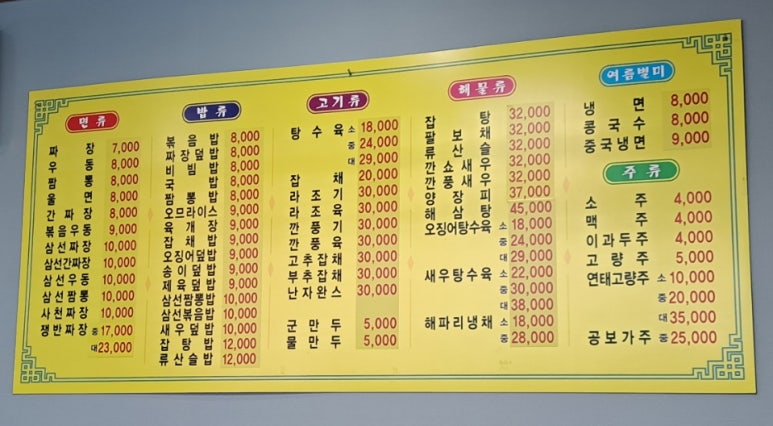 면류
짜장 7,000
우동 8,000
짬뽕 8,000
울면 8,000
간짜장 8,000
볶음우동 9,000
삼선짜장 10,000
삼선간짜장 10,000
삼선우동 10,000
삼선짬뽕 10,000
사천짜장 10,000
쟁반짜장 중 17,000
대 23,000
밥류
볶음밥 8,000
짜장덮밥 8,000
비빔밥 8,000
국밥 8,000
짬뽕밥 8,000
오므라이스 9,000
육개장 9,000
잡채밥 9,000
오징어덮밥 9,000
송이덮밥 9,000
제육덮밥 9,000
삼선짬뽕밥 10,000
삼선볶음밥 10,000
새우덮밥 10,000
잡탕밥 12,000
류산슬밥 12,000
고기류
탕수육 소 18,000
중 24,000
대 29,000
잡채 20,000
라조기 30,000
라조육 30,000
깐풍기 30,000
깐풍육 30,000
고추잡채 30,000
부추잡채 30,000
난자완스 30,000
군만두 5,000
물만두 5,000
해물류
잡탕 32,000
팔보채 32,000
류산슬 32,000
깐쇼새우 32,000
깐풍새우 32,000
양장피 37,000
해삼탕 45,000
오징어탕수육 소 18,000
중 24,000
대 29,000
새우탕수육 소 22,000
중 30,000
대 38,000
해파리냉채 소 18,000
중 28,000
여름별미
냉면 8,000
콩국수 8,000
중국냉면 9,000
주류
소주 4,000
맥주 4,000
이과두주 4,000
고량주 5,000
연태고량주 소 10,000
중 20,000
대 35,000
공보가주 중 25,000